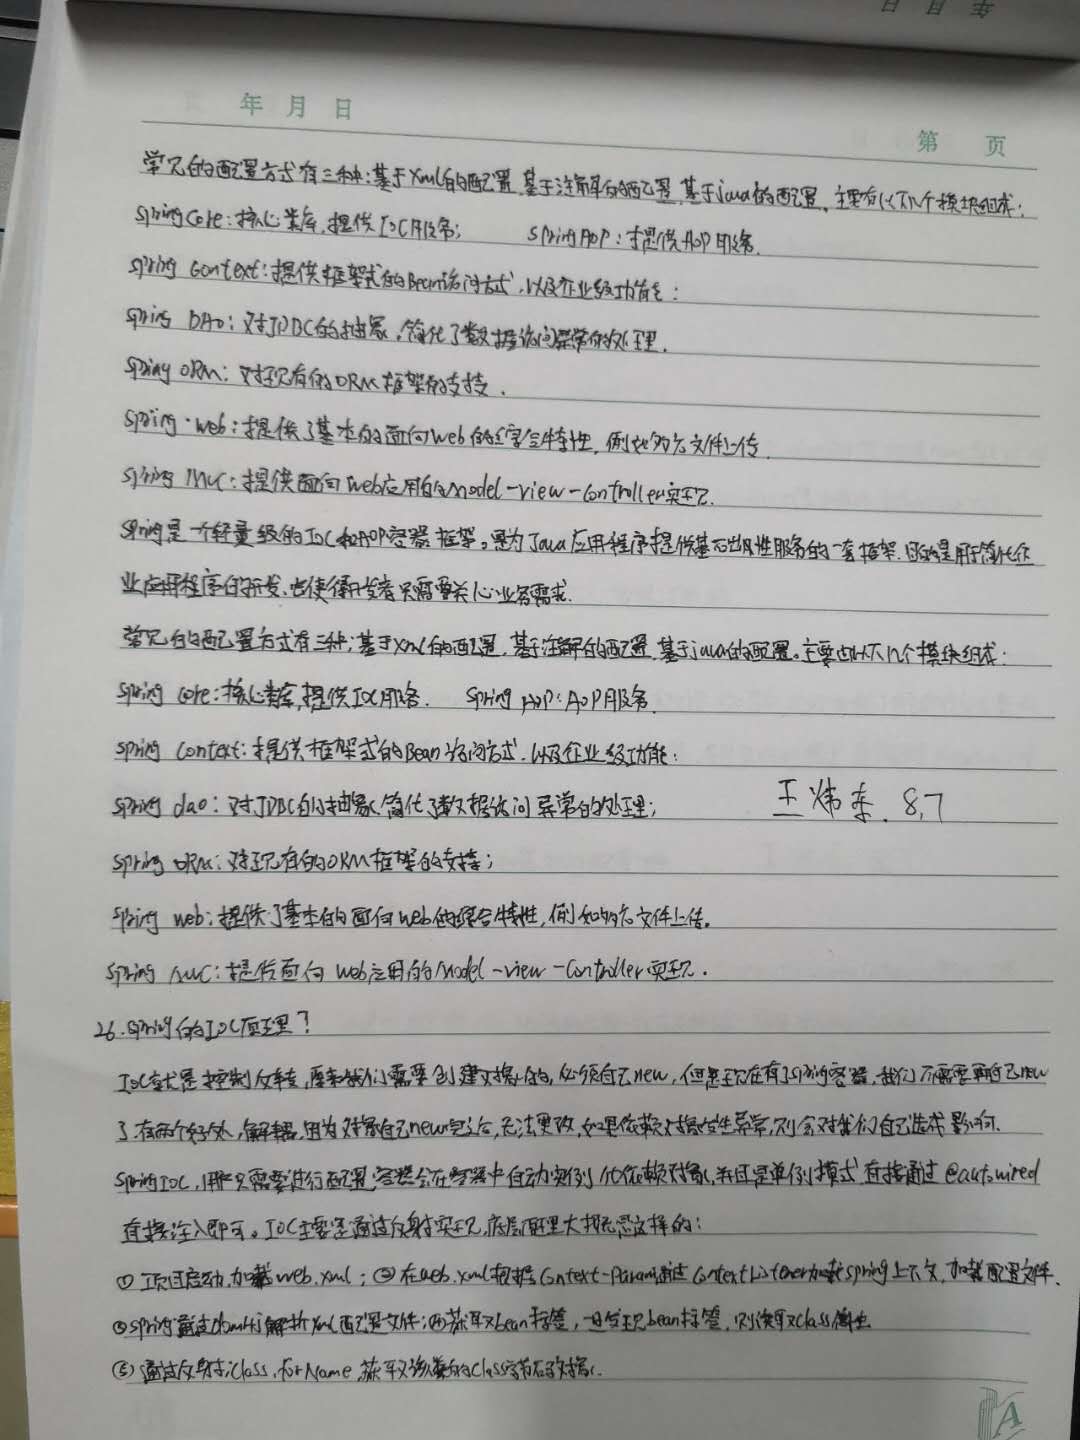 年 月 日
第 页
常见的配置方式有三种:基于xml的配置、基于注解的配置、基于java的配置、主要有以下几个模块组成:
Spring Core:核心类库,提供IOC服务; Spring AOP:提供AOP服务.
Spring Context:提供框架式的Bean访问方式,以及企业级功能:
Spring DAO:对JDBC的抽象,简化了数据访问异常的处理.
Spring ORM:对现有的ORM框架的支持.
Spring web:提供了基本的面向web的综合特性,例如多方文件上传.
Spring MVC:提供面向Web应用的Model-view-Controller实现.
Spring是一个轻量级的IOC和AOP容器框架。是为Java应用程序提供基础性服务的一套框架.目的是用于简化企
业应用程序的开发.它使得开发者只需要关心业务需求.
常见的配置方式有三种:基于xml的配置,基于注解的配置,基于java的配置。主要由以下几个模块组成:
Spring Core:核心类库,提供IOC服务. Spring AOP:AOP服务.
Spring Context:提供框架式的Bean访问方式.以及企业级功能:
王炜 8,7
Spring dao:对JDBC的抽象,简化了数据访问异常的处理;
Spring ORM:对现有的ORM框架的支持;
Spring web:提供了基本的面向web的综合特性,例如多方文件上传。
Spring MVC:提供面向web应用的Model-view-Controller实现.
26.Spring的IOC原理?
IOC就是控制反转,原来我们需要创建对象的,必须自己new,但是现在有了spring容器,我们不需要再自己new
了.有两个好处,解耦,因为对象自己new完之后,无法更改,如果依赖对象发生异常,则会对我们自己造成影响.
Spring IOC,用户只需要进行配置,容器会在容器中自动实例化依赖对象,并且是单例模式,直接通过@autowired
直接注入即可。IOC主要是通过反射实现,底层原理大概是这样的:
①项目启动,加载web.xml;②在web.xml根据Context-Param通过ContextListener加载spring上下文,加载配置文件.
③spring通过dom4j解析xml配置文件;④获取bean标签,一旦发现bean标签,则读取class属性
⑤通过反射Class.forName,获取该类的Class字节码对象.
A